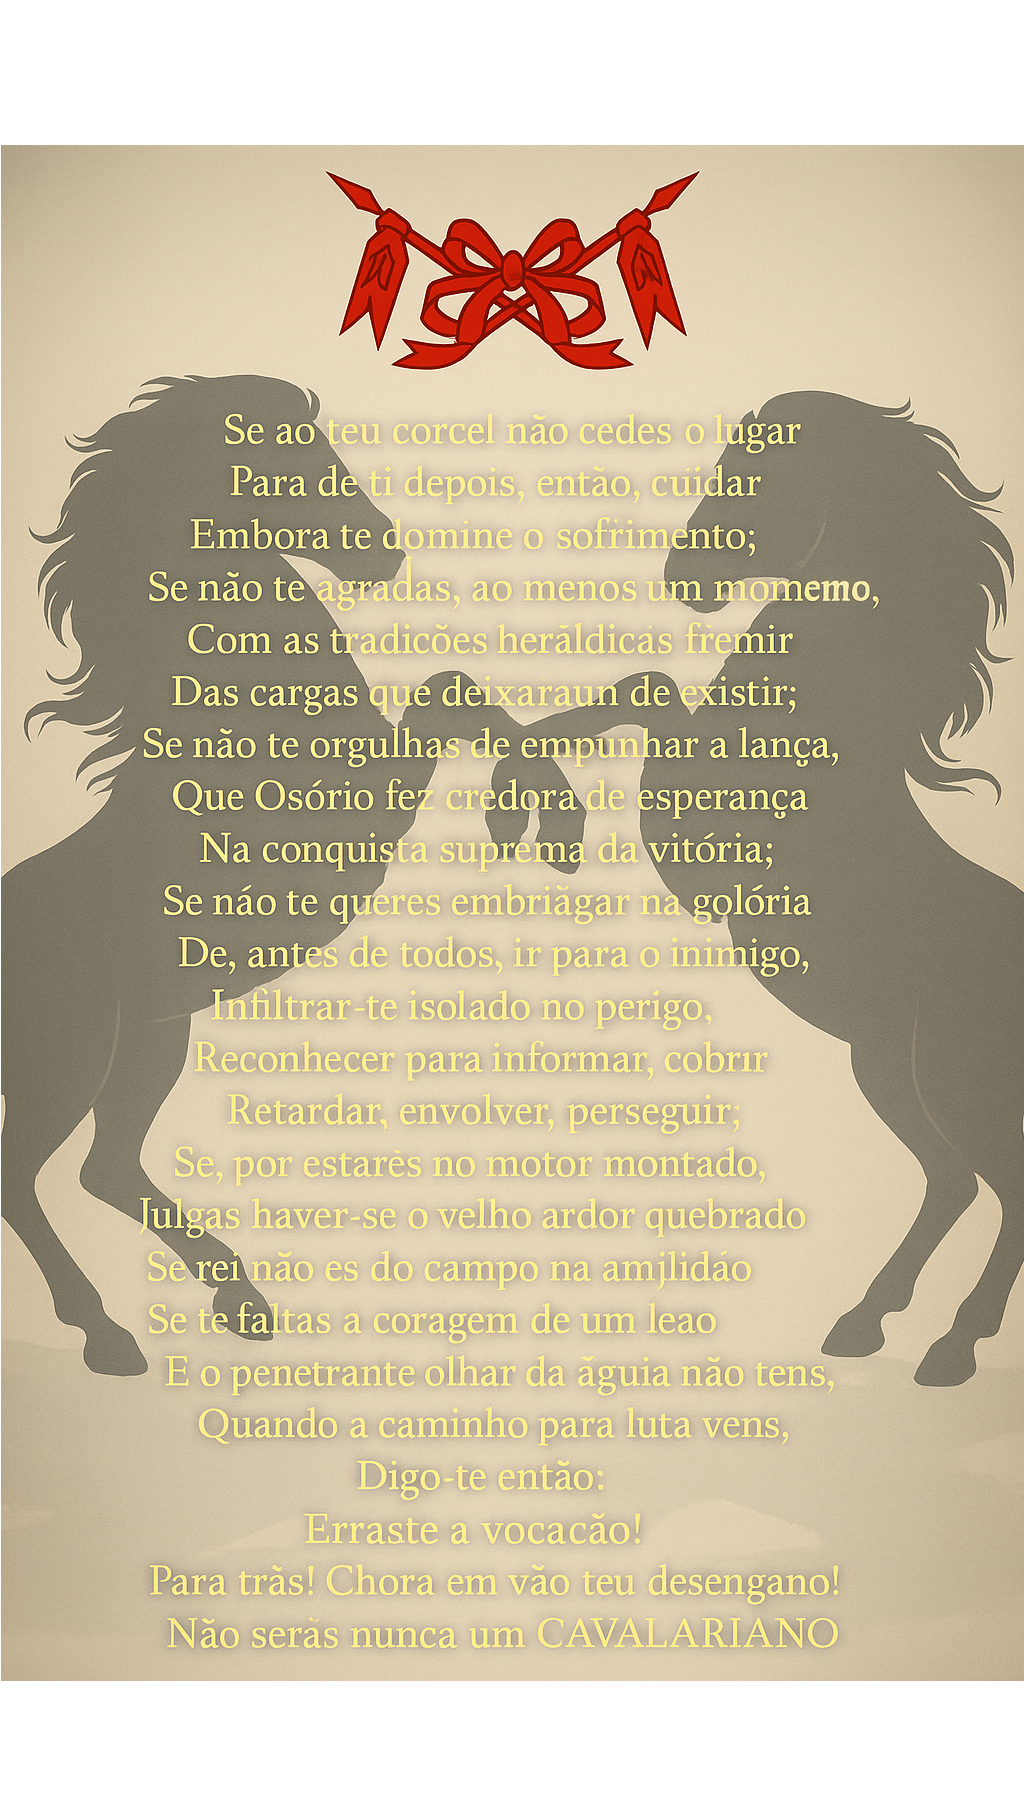 Se ao teu corcel não cedes o lugar
Para de ti depois, então, cuidar
Embora te domine o sofrimento;
Se não te agradas, ao menos um momemo,
Com as tradicões heráldicas fremir
Das cargas que deixaraun de existir;
Se não te orgulhas de empunhar a lança,
Que Osório fez credora de esperança
Na conquista suprema da vitória;
Se náo te queres embriăgar na golória
De, antes de todos, ir para o inimigo,
Infiltrar-te isolado no perigo,
Reconhecer para informar, cobrır
Retardar, envolver, perseguir;
Se, por estarès no motor montado,
Julgas haver-se o velho ardor quebrado
Se rei não es do campo na amjlidáo
Se te faltas a coragem de um leao
E o penetrante olhar da ăguia não tens,
Quando a caminho para luta vens,
Digo-te então:
Erraste a vocacão!
Para trăs! Chora em vão teu desengano!
Não serăs nunca um CAVALARIANO